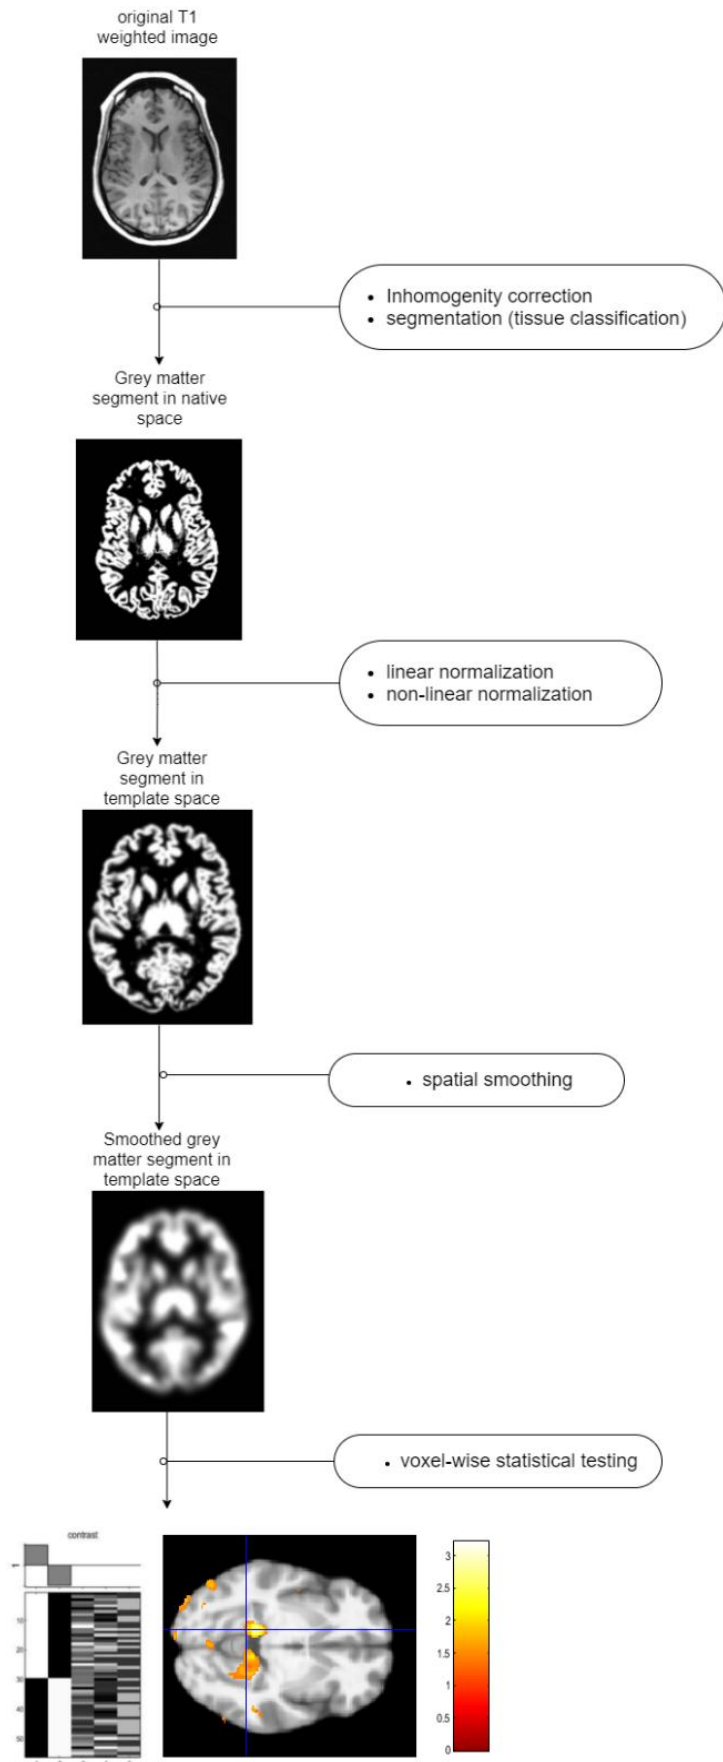 original T1
weighted image
• Inhomogenity correction
• segmentation (tissue classification)
Grey matter
segment in native
space
• linear normalization
• non-linear normalization
Grey matter
segment in
template space
• spatial smoothing
Smoothed grey
matter segment in
template space
• voxel-wise statistical testing
contrast
1
10
20
30
40
50
3
2.5
2
1.5
1
0.5
0